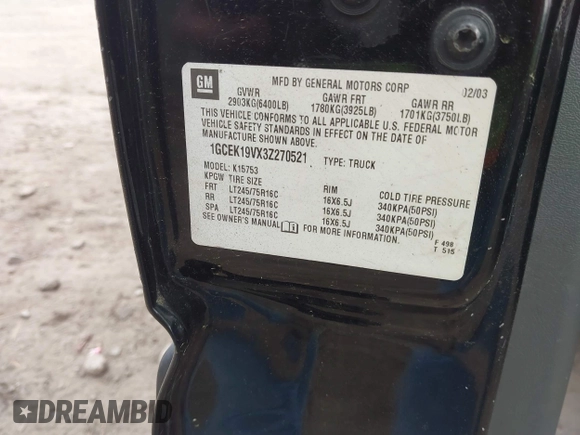 GM
MFD BY GENERAL MOTORS CORP 02/03
GVWR GAWR FRT GAWR RR
2903KG(6400LB) 1780KG(3925LB) 1701KG(3750LB)
THIS VEHICLE CONFORMS TO ALL APPLICABLE U.S. FEDERAL MOTOR
VEHICLE SAFETY STANDARDS IN EFFECT ON THE DATE OF
MANUFACTURE SHOWN ABOVE.
1GCEK19VX3Z270521 TYPE: TRUCK
MODEL: K15753
KPGW TIRE SIZE RIM COLD TIRE PRESSURE
FRT LT245/75R16C 16X6.5J 340KPA(50PSI)
RR LT245/75R16C 16X6.5J 340KPA(50PSI)
SPA LT245/75R16C 16X6.5J 340KPA(50PSI)
SEE OWNER'S MANUAL FOR MORE INFORMATION.
F 498
T 515
DREAMBID